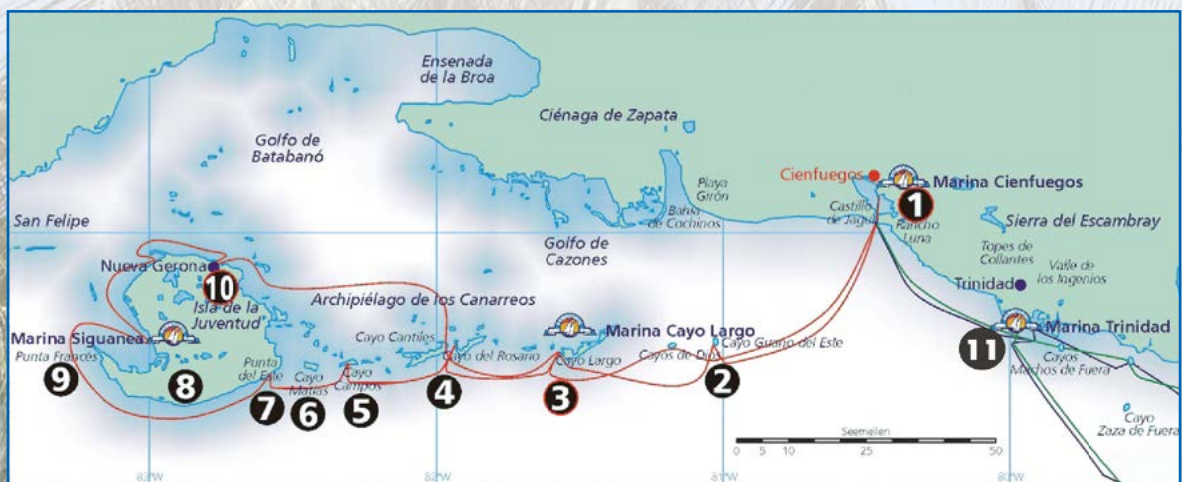 Ensenada
de la Broa
Ciénaga de Zapata
Golfo de
Batabanó
Cienfuegos
Marina Cienfuegos
1
Playa
Girón
Bahía
de Cochinos
Castillo
de Jagua
Rancho
Luna
Sierra del Escambray
San Felipe
Golfo de
Cazones
Topes de
Collantes
Valle de
los Ingenios
Nueva Gerona
10
Trinidad
Isla de la
Juventud
Archipiélago de los Canarreos
Marina Siguanea
Marina Cayo Largo
Marina Trinidad
Cayo Cantiles
Cayo Guano del Este
Punta Francés
Cayo del Rosario
Cayo Largo
Cayos de Dios
11
Cayos
Machos de Fuera
Punta
del Este
Cayo
Matías
Cayo
Campos
9
8
7
6
5
4
3
2
Cayo
Zaza de Fuera
Seemeilen
0 5 10 25 50
83°W
82°W
81°W
80°W